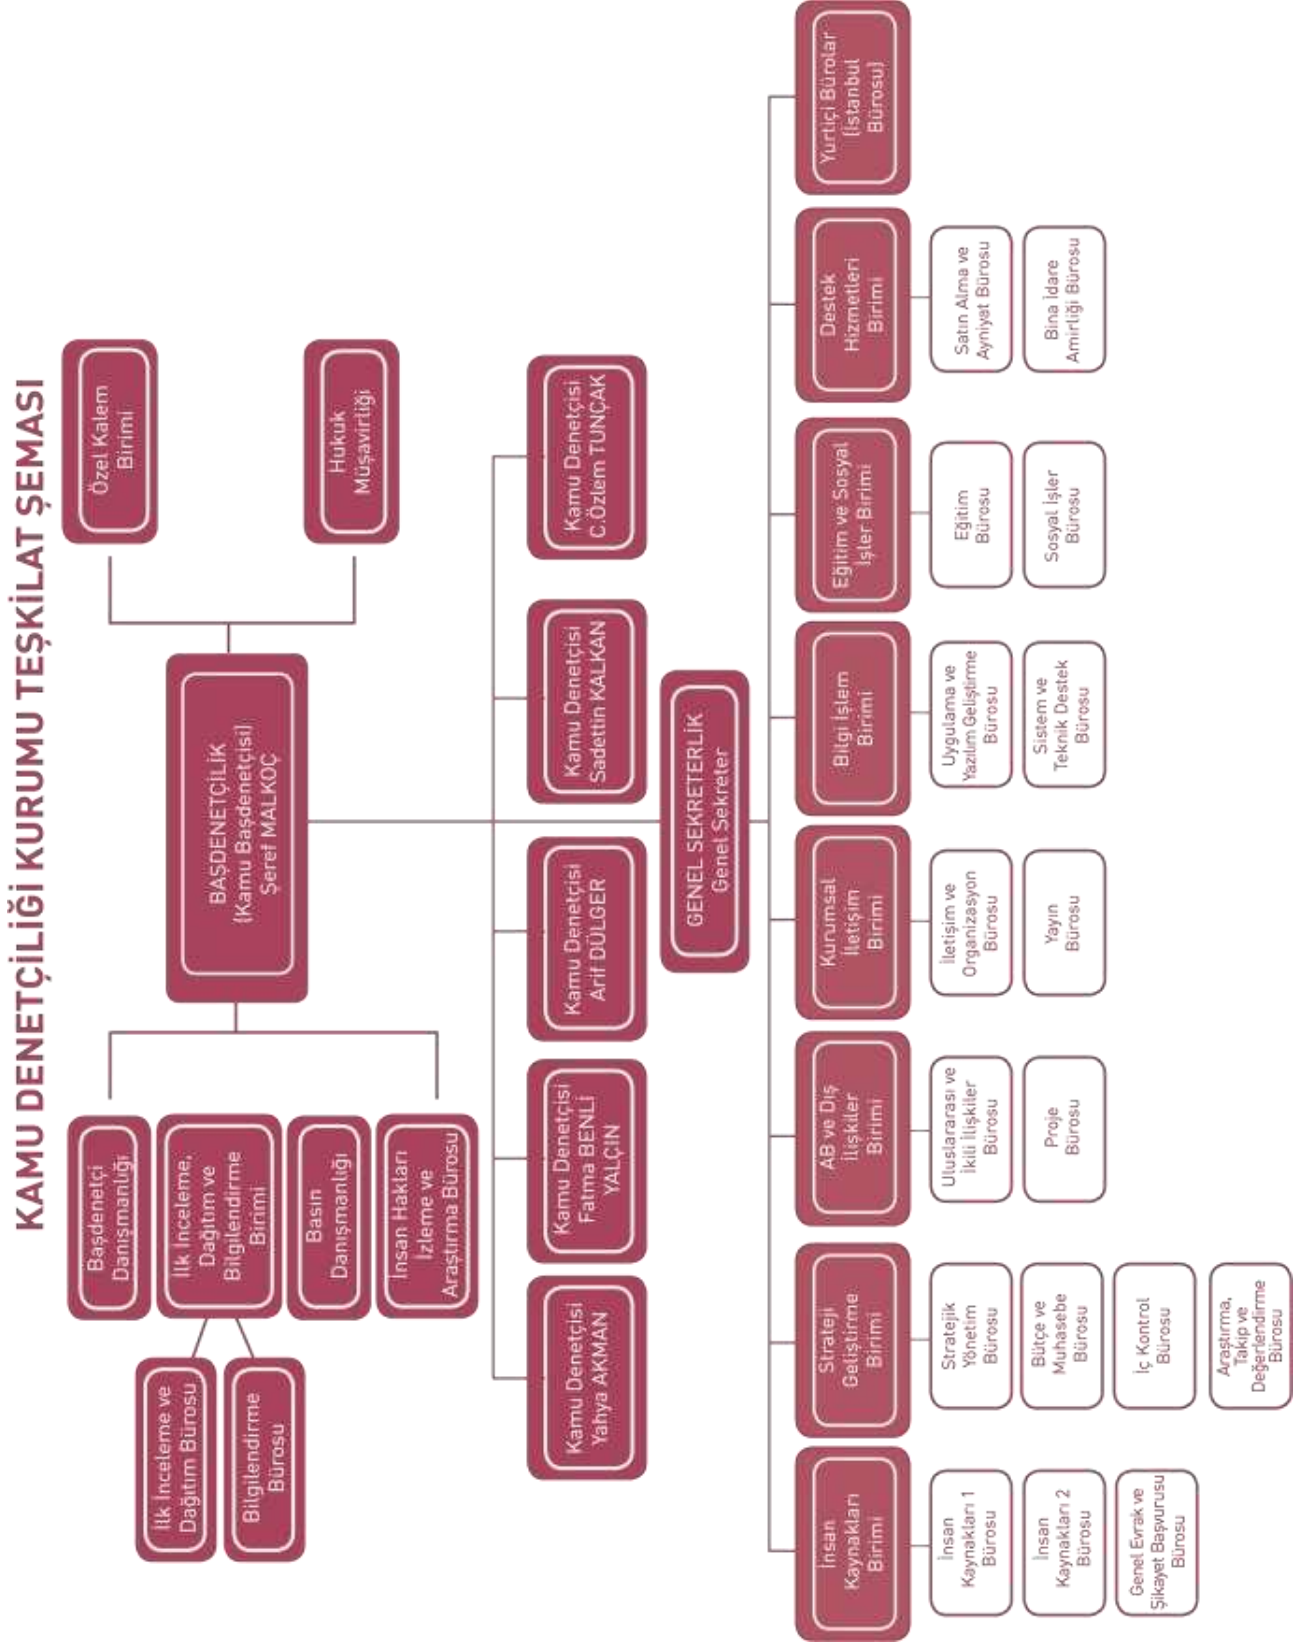 KAMU DENETÇİLİĞİ KURUMU TEŞKİLAT ŞEMASI
Başdenetçi
Danışmanlığı
İlk İnceleme,
Dağıtım ve
Bilgilendirme
Birimi
Basın
Danışmanlığı
İnsan Hakları
İzleme ve
Araştırma Bürosu
İlk İnceleme ve
Dağıtım Bürosu
Bilgilendirme
Bürosu
BAŞDENETÇİLİK
(Kamu Başdenetçisi)
Şeref MALKOÇ
Özel Kalem
Birimi
Hukuk
Müşavirliği
Kamu Denetçisi
Yahya AKMAN
Kamu Denetçisi
Fatma BENLİ
YALÇIN
Kamu Denetçisi
Arif DÜLGER
Kamu Denetçisi
Sadettin KALKAN
Kamu Denetçisi
C.Özlem TUNÇAK
GENEL SEKRETERLİK
Genel Sekreter
İnsan
Kaynakları
Birimi
İnsan
Kaynakları 1
Bürosu
İnsan
Kaynakları 2
Bürosu
Genel Evrak ve
Şikayet Başvurusu
Bürosu
Strateji
Geliştirme
Birimi
Stratejik
Yönetim
Bürosu
Bütçe ve
Muhasebe
Bürosu
İç Kontrol
Bürosu
Araştırma,
Takip ve
Değerlendirme
Bürosu
AB ve Dış
İlişkiler
Birimi
Uluslararası ve
İkili İlişkiler
Bürosu
Proje
Bürosu
Kurumsal
İletişim
Birimi
İletişim ve
Organizasyon
Bürosu
Yayın
Bürosu
Bilgi İşlem
Birimi
Uygulama ve
Yazılım Geliştirme
Bürosu
Sistem ve
Teknik Destek
Bürosu
Eğitim ve Sosyal
İşler Birimi
Eğitim
Bürosu
Sosyal İşler
Bürosu
Destek
Hizmetleri
Birimi
Satın Alma ve
Ayniyat Bürosu
Bina İdare
Amirliği Bürosu
Yurtiçi Bürolar
(İstanbul
Bürosu)